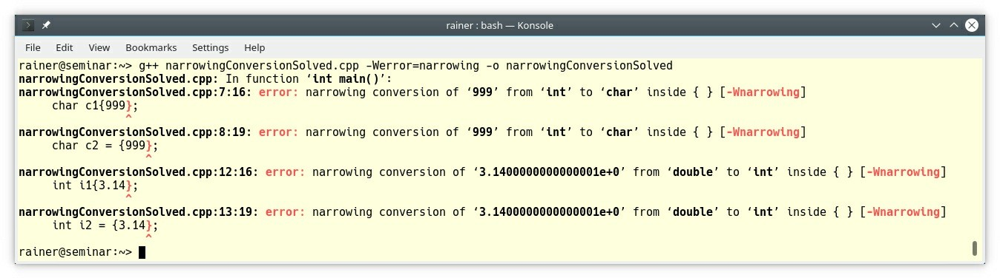 rainer : bash — Konsole
File Edit View Bookmarks Settings Help
rainer@seminar:~> g++ narrowingConversionSolved.cpp -Werror=narrowing -o narrowingConversionSolved
narrowingConversionSolved.cpp: In function ‘int main()’:
narrowingConversionSolved.cpp:7:16: error: narrowing conversion of ‘999’ from ‘int’ to ‘char’ inside { } [-Wnarrowing]
     char c1{999};
                ^
narrowingConversionSolved.cpp:8:19: error: narrowing conversion of ‘999’ from ‘int’ to ‘char’ inside { } [-Wnarrowing]
     char c2 = {999};
                   ^
narrowingConversionSolved.cpp:12:16: error: narrowing conversion of ‘3.1400000000000001e+0’ from ‘double’ to ‘int’ inside { } [-Wnarrowing]
     int i1{3.14};
                ^
narrowingConversionSolved.cpp:13:19: error: narrowing conversion of ‘3.1400000000000001e+0’ from ‘double’ to ‘int’ inside { } [-Wnarrowing]
     int i2 = {3.14};
                   ^
rainer@seminar:~>